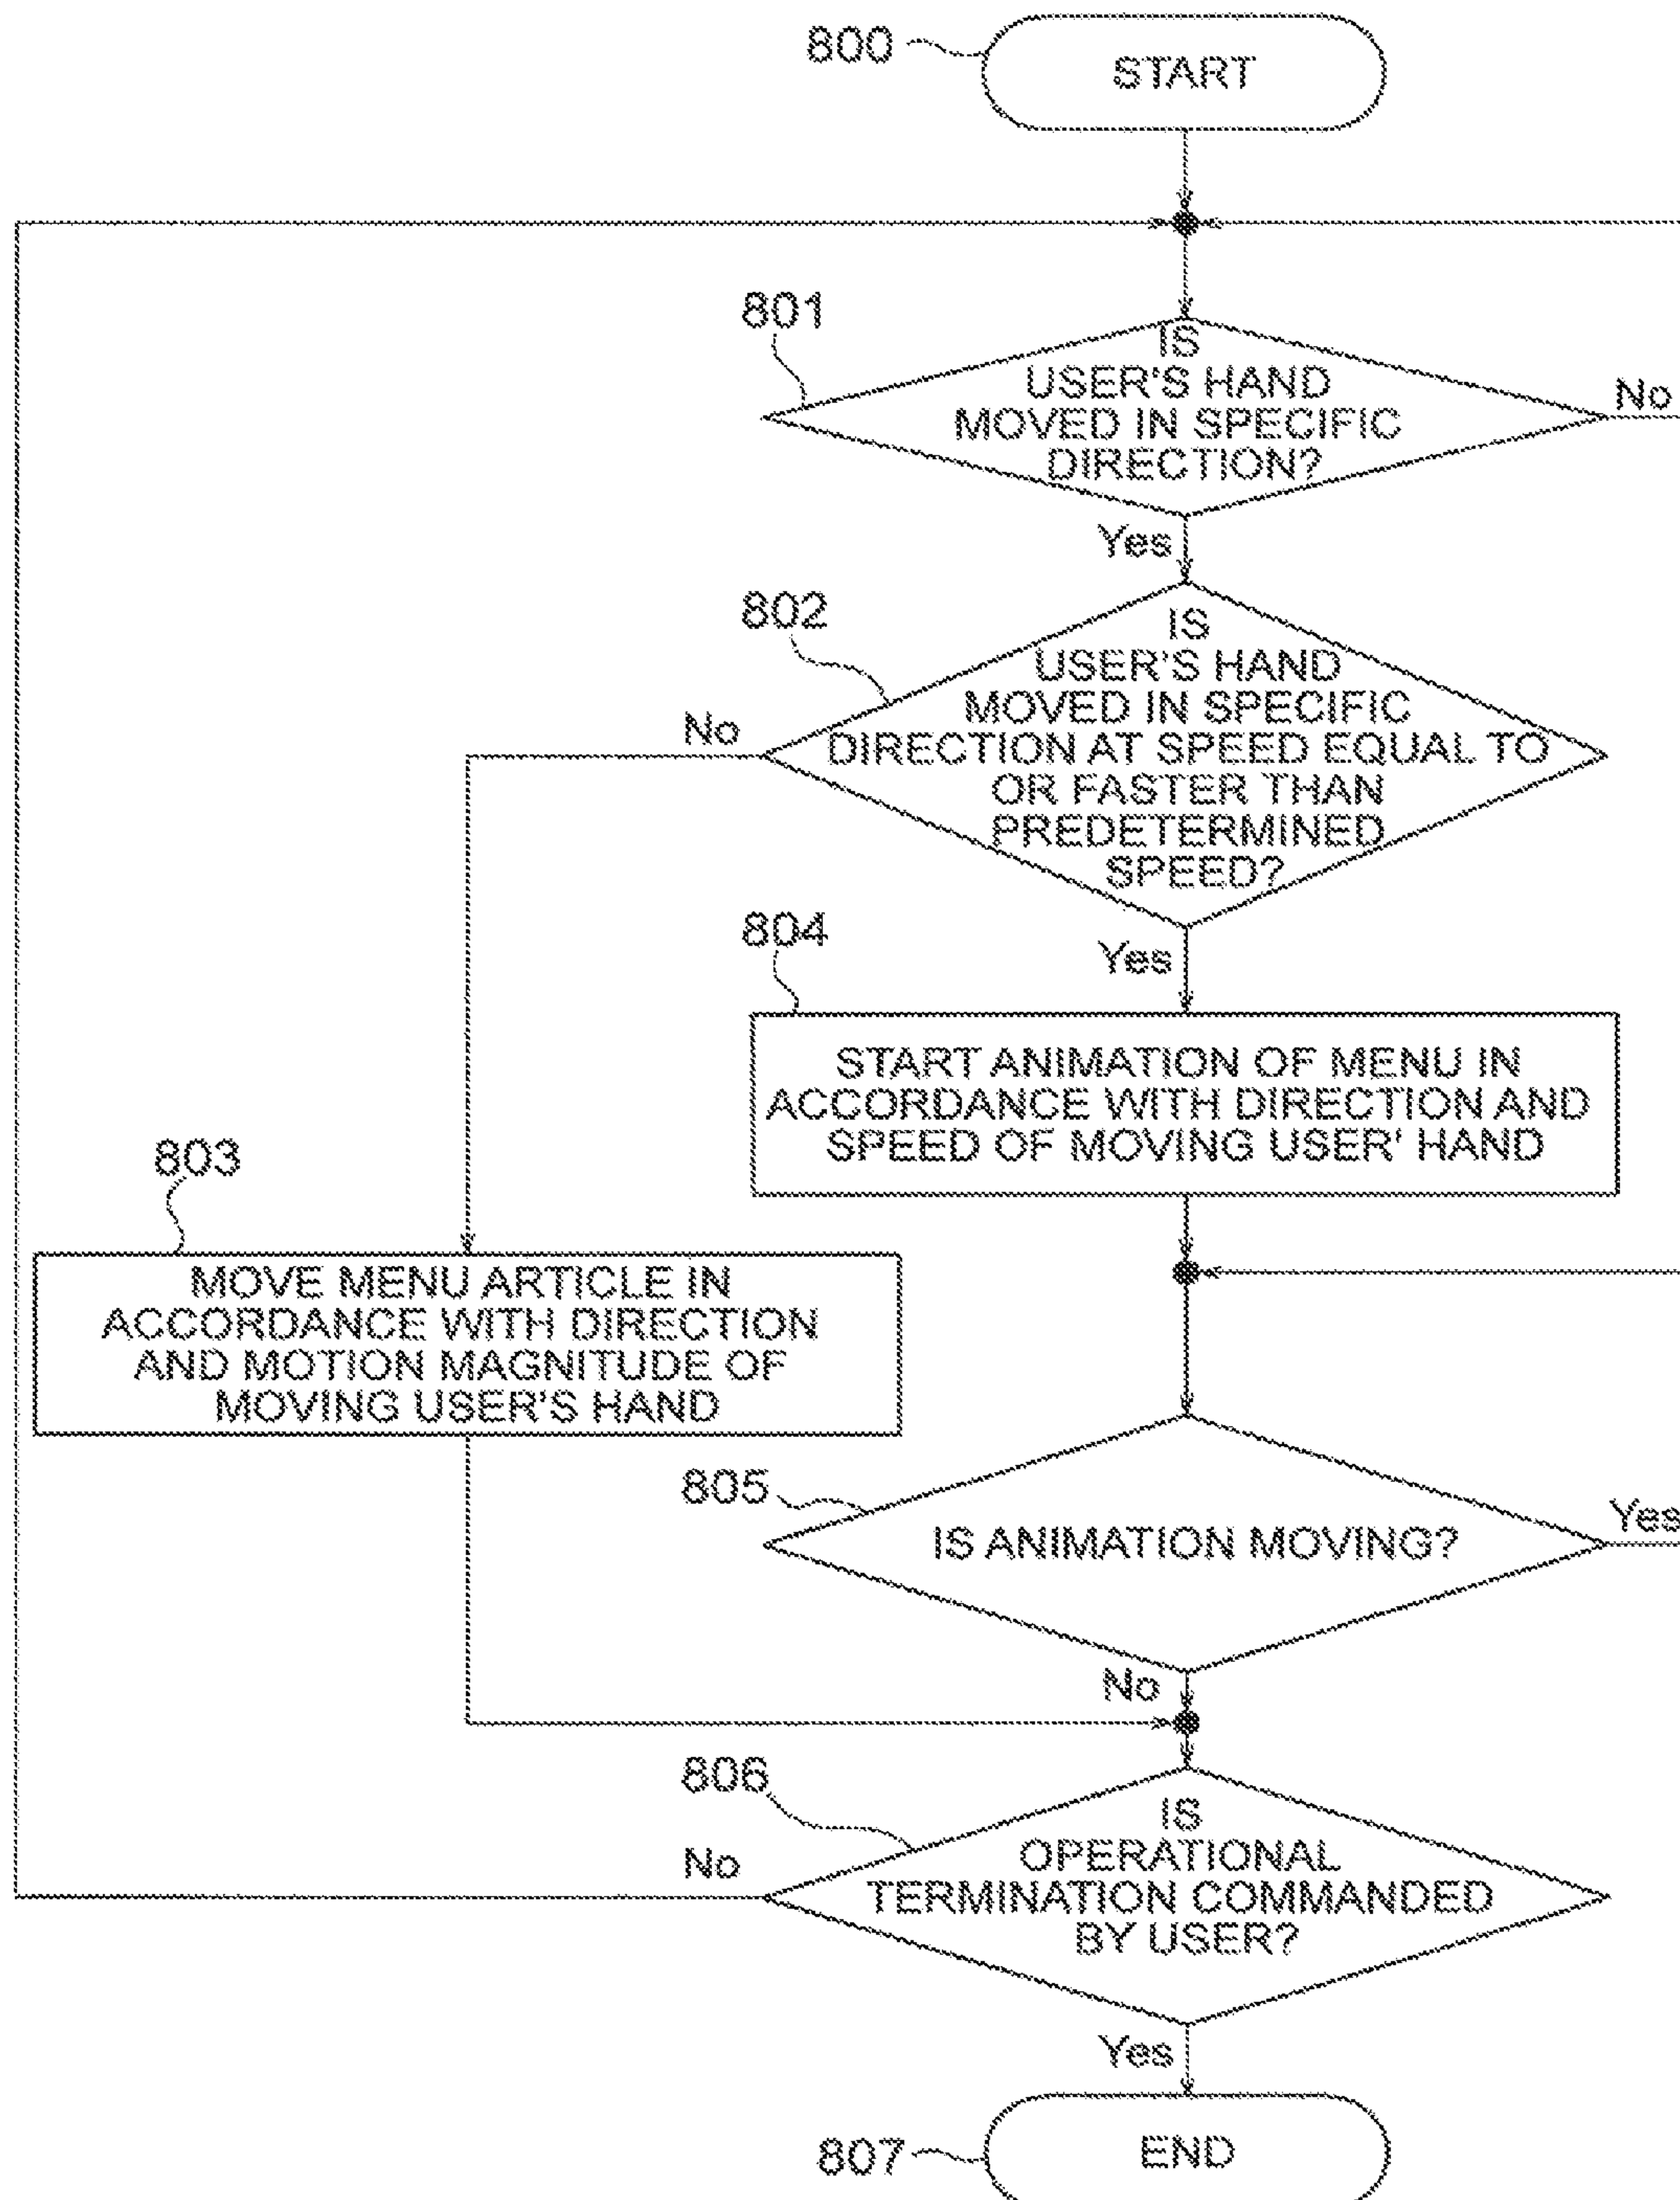 800
START
801
IS
USER'S HAND
MOVED IN SPECIFIC
DIRECTION?
No
Yes
802
IS
USER'S HAND
MOVED IN SPECIFIC
DIRECTION AT SPEED EQUAL TO
OR FASTER THAN
PREDETERMINED
SPEED?
No
Yes
804
START ANIMATION OF MENU IN
ACCORDANCE WITH DIRECTION AND
SPEED OF MOVING USER' HAND
803
MOVE MENU ARTICLE IN
ACCORDANCE WITH DIRECTION
AND MOTION MAGNITUDE OF
MOVING USER'S HAND
805
IS ANIMATION MOVING?
Yes
No
806
IS
OPERATIONAL
TERMINATION COMMANDED
BY USER?
No
Yes
807
END